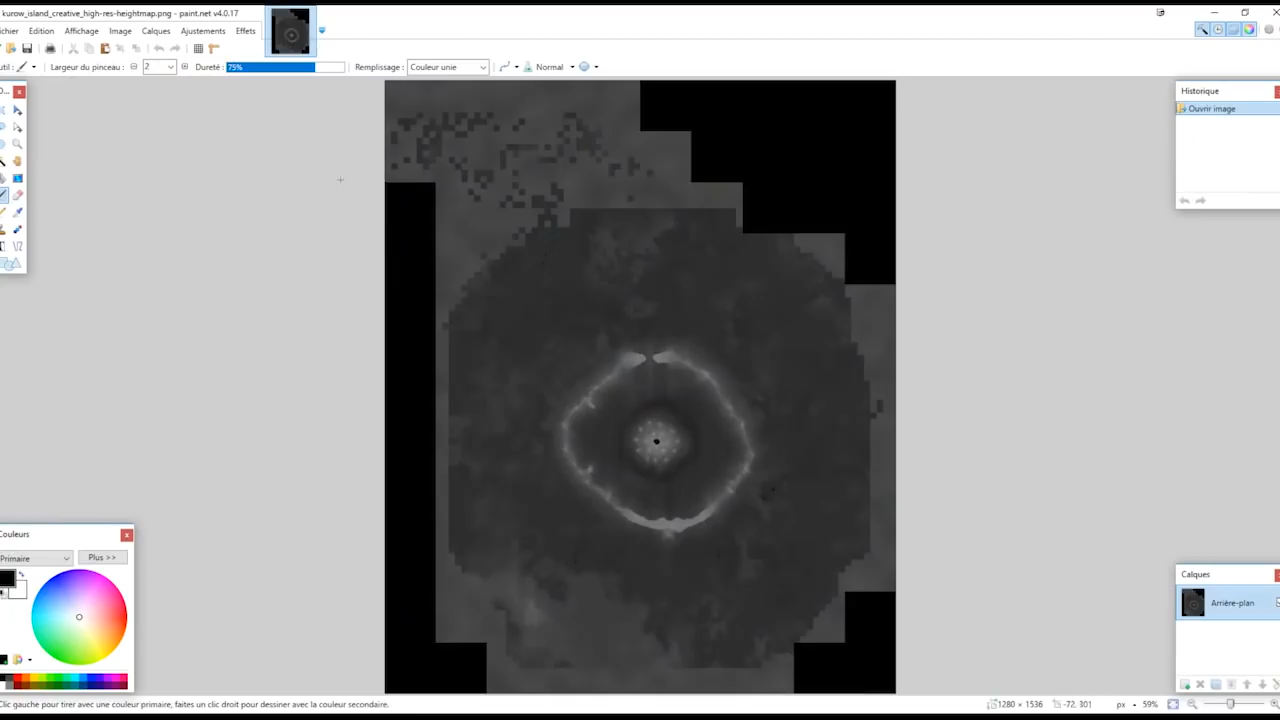 kurow_island_creative_high-res-heightmap.png - paint.net v4.0.17
ichier Edition Affichage Image Calques Ajustements Effets
util: Largeur du pinceau: 2 Dureté: 75% Remplissage: Couleur unie Normal
O...
Historique
Ouvrir image
Couleurs
Primaire Plus >>
Calques
Arrière-plan
Clic gauche pour tirer avec une couleur primaire, faites un clic droit pour dessiner avec la couleur secondaire.
1280 × 1536 -72, 301 px 59%